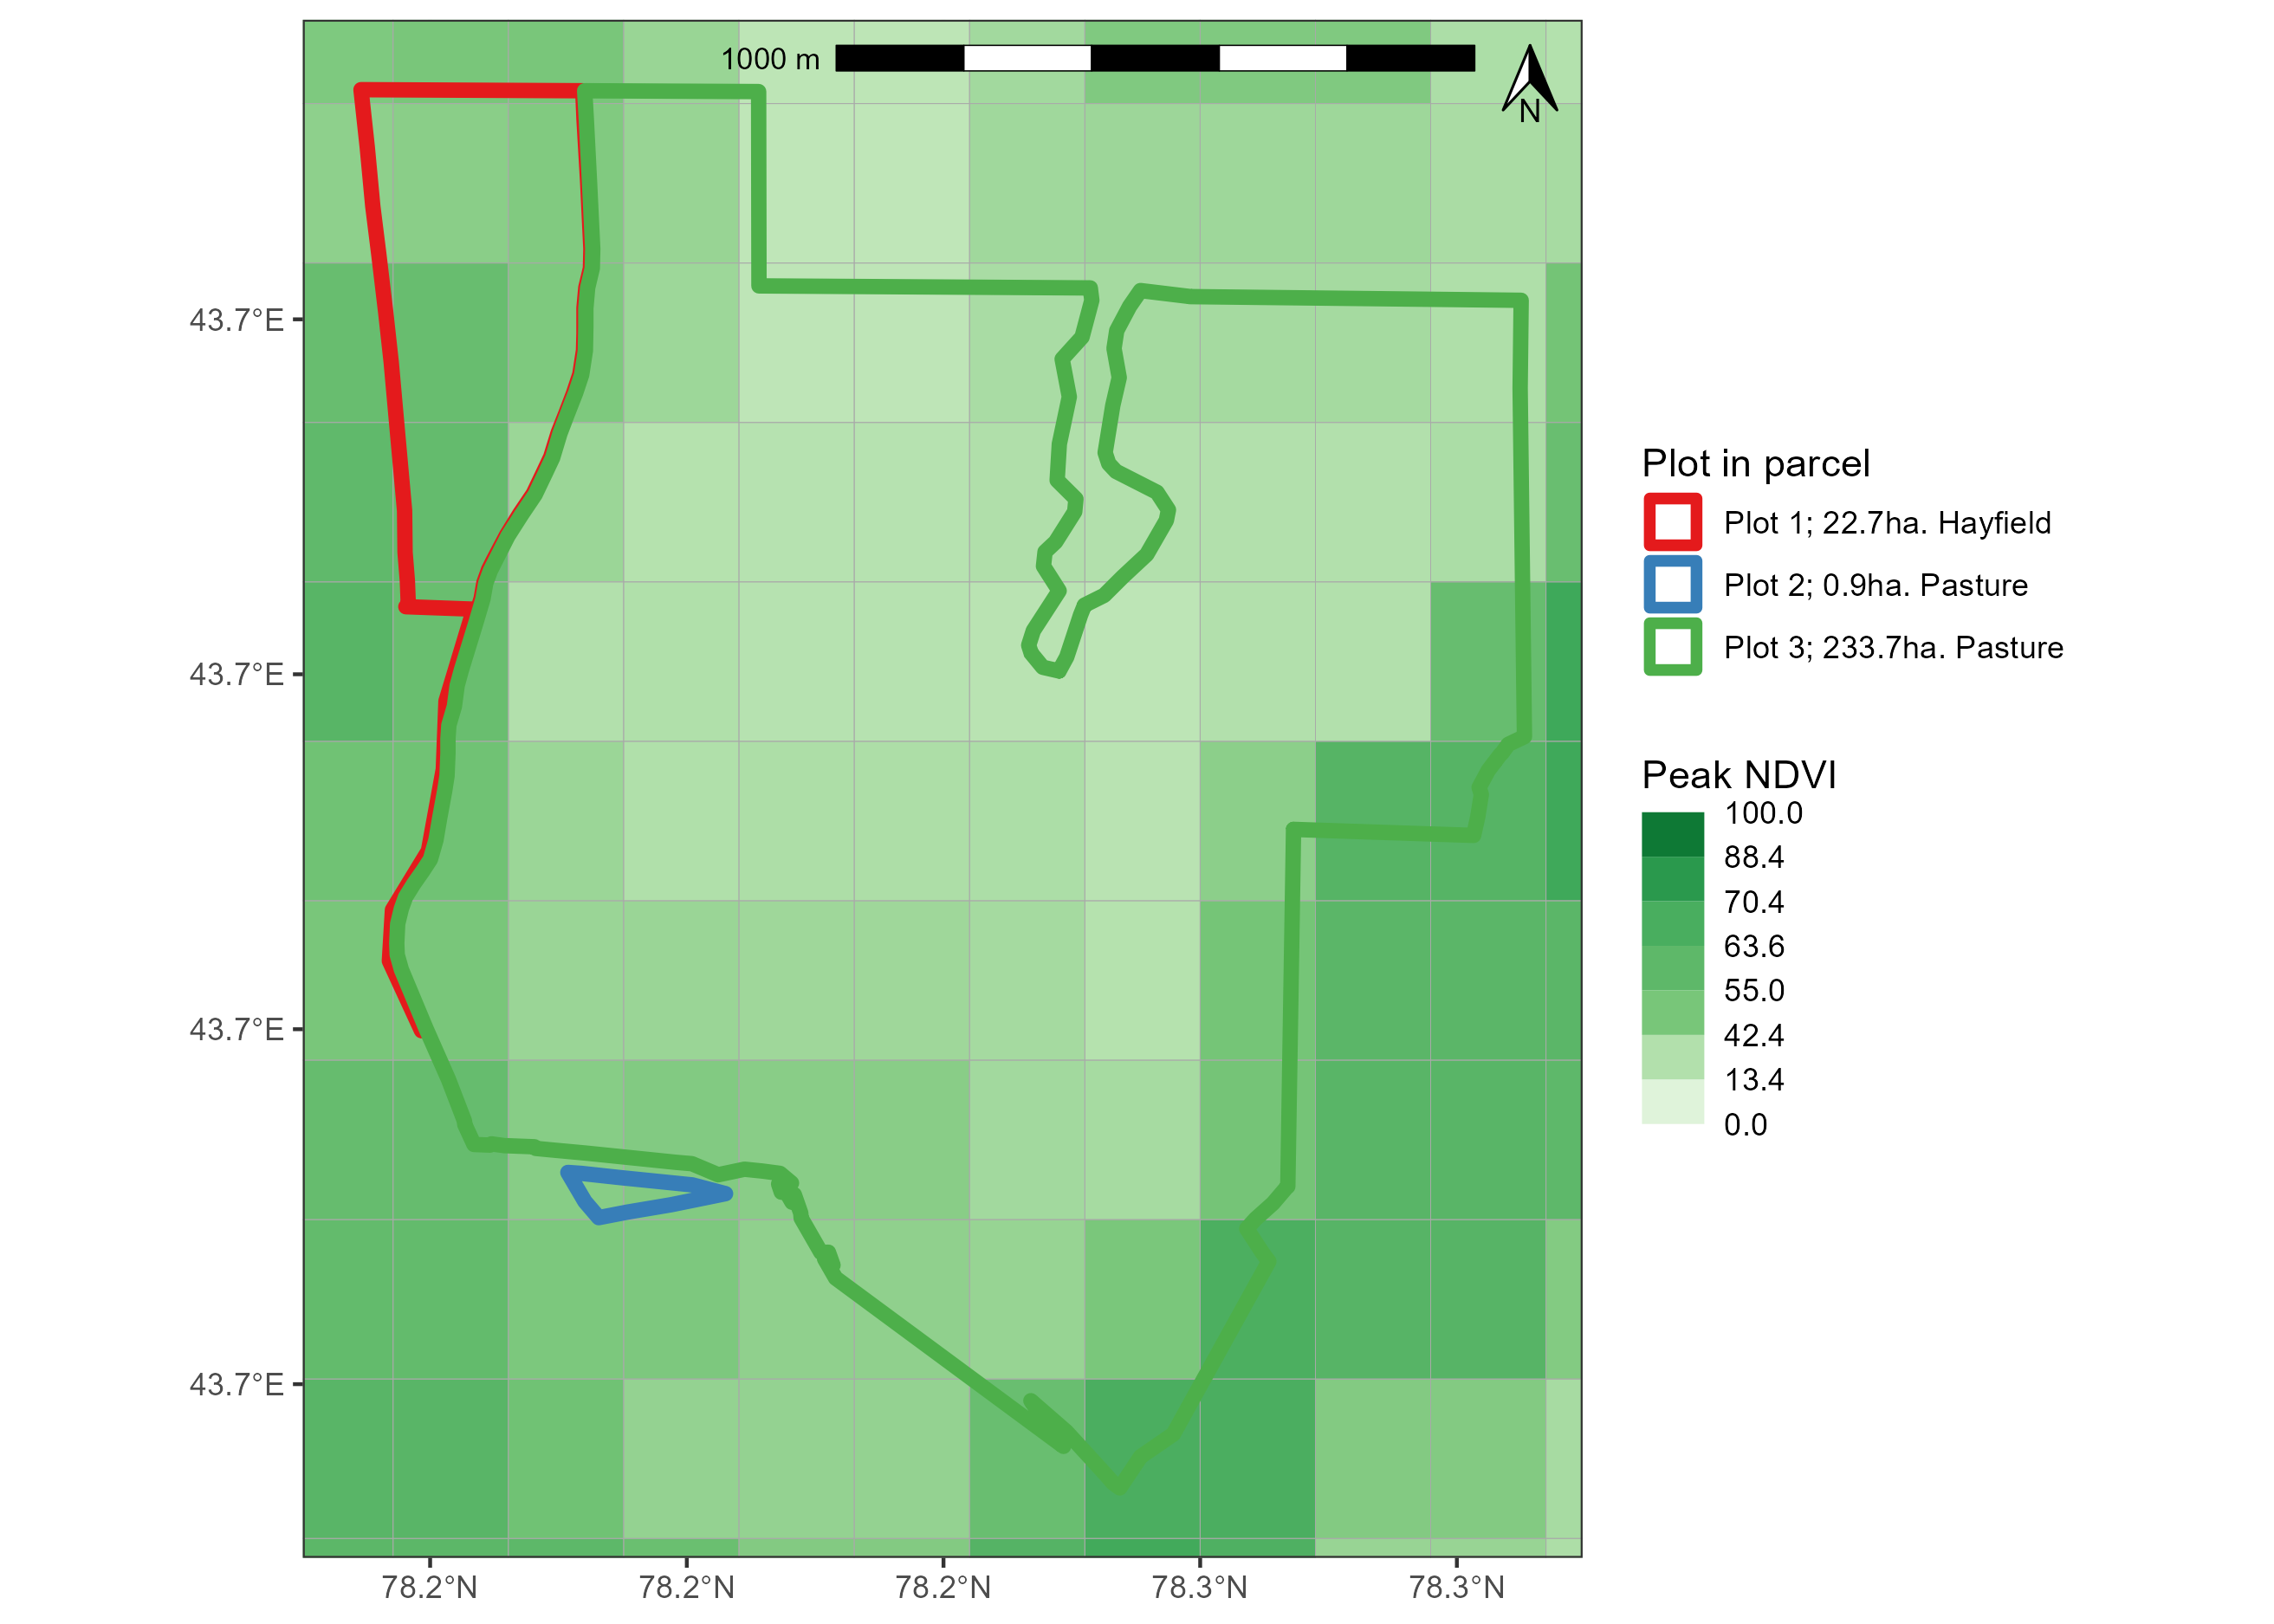 1000 m
N
43.7°E
43.7°E
43.7°E
43.7°E
78.2°N
78.2°N
78.2°N
78.3°N
78.3°N
Plot in parcel
Plot 1; 22.7ha. Hayfield
Plot 2; 0.9ha. Pasture
Plot 3; 233.7ha. Pasture
Peak NDVI
100.0
88.4
70.4
63.6
55.0
42.4
13.4
0.0